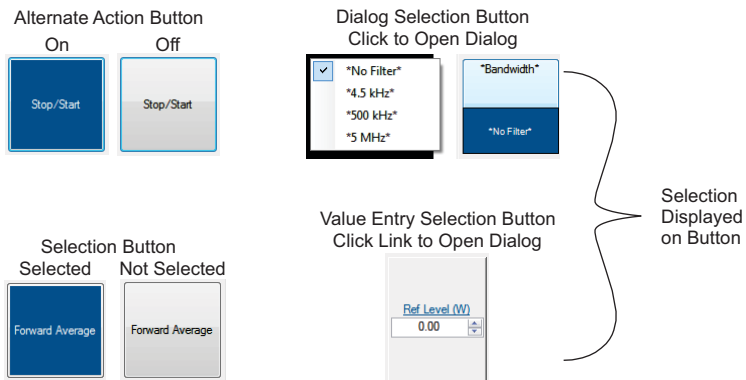 Alternate Action Button
On
Off
Stop/Start
Stop/Start
Dialog Selection Button
Click to Open Dialog
*No Filter*
*4.5 kHz*
*500 kHz*
*5 MHz*
*Bandwidth*
*No Filter*
Selection Button
Selected
Not Selected
Forward Average
Forward Average
Value Entry Selection Button
Click Link to Open Dialog
Ref Level (W)
0.00
Selection
Displayed
on Button